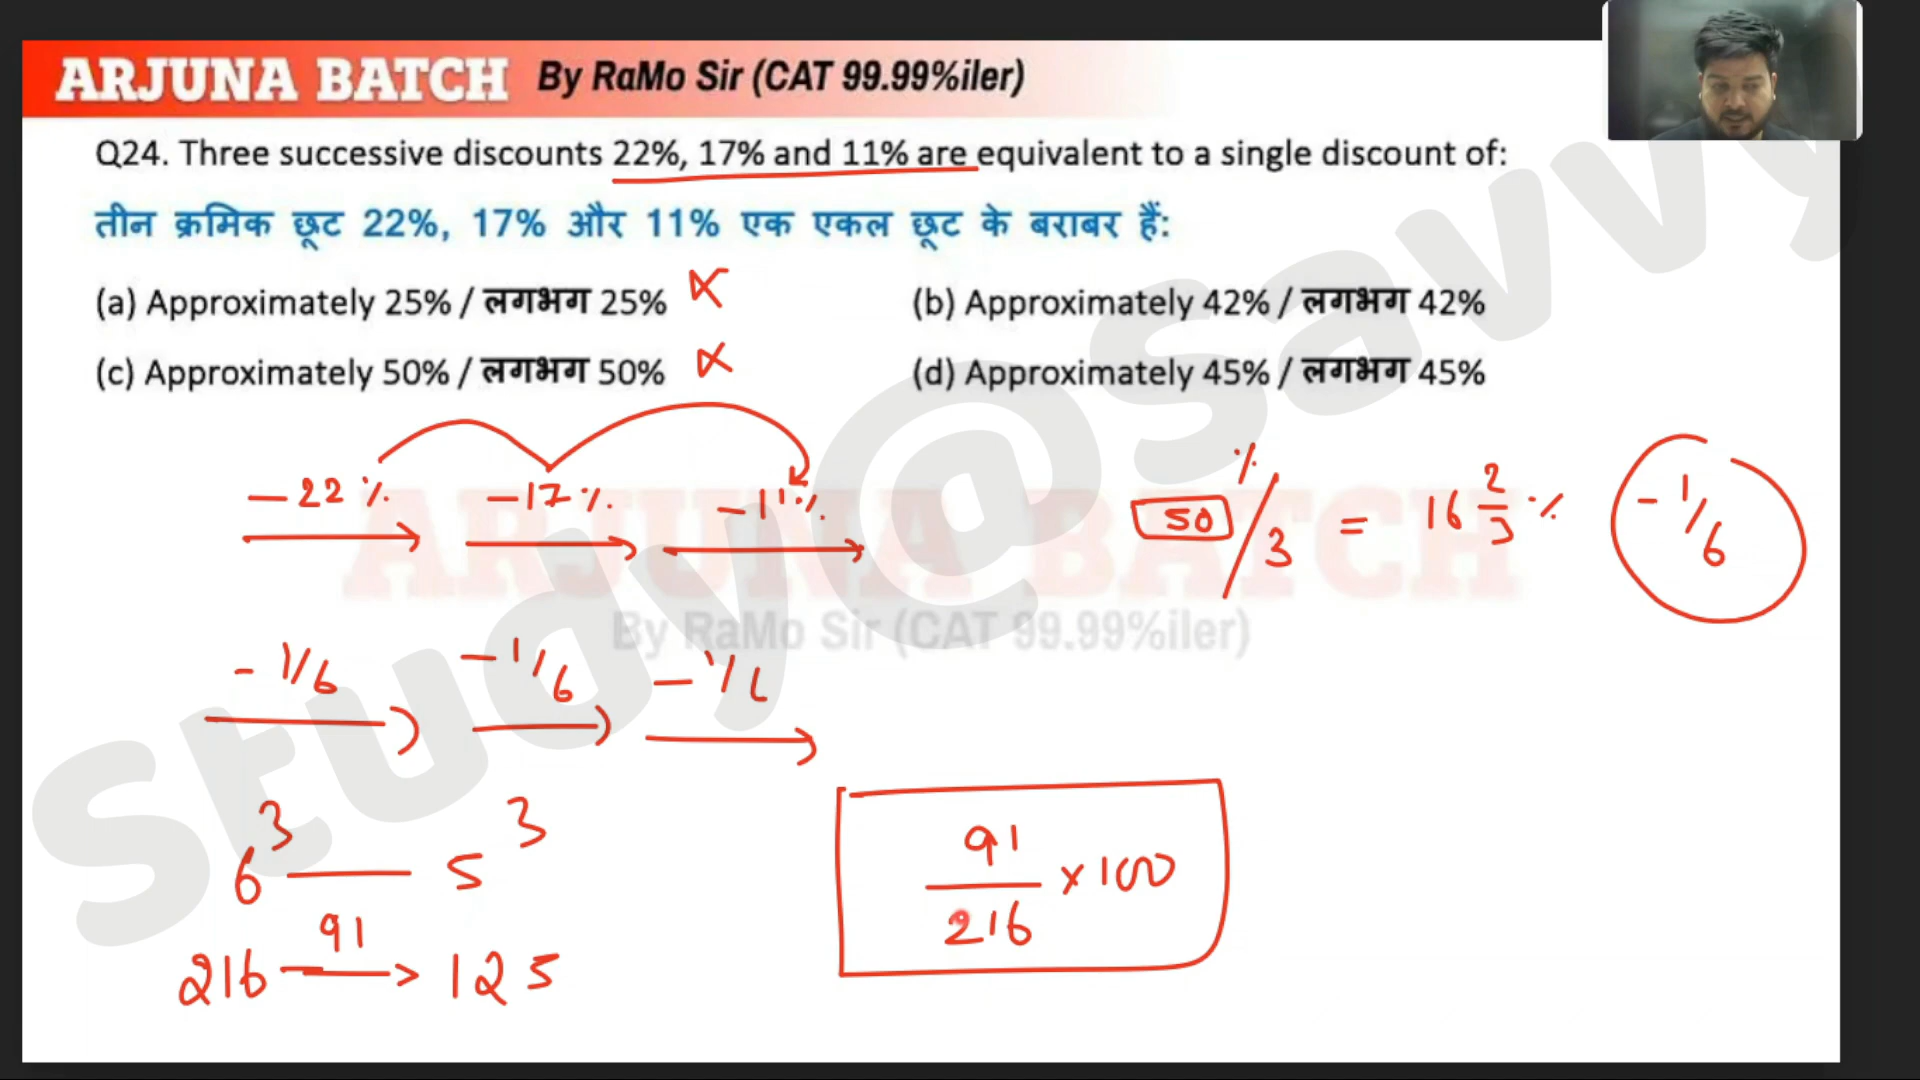 ARJUNA BATCH By RaMo Sir (CAT 99.99%iler)
Q24. Three successive discounts 22%, 17% and 11% are equivalent to a single discount of:
तीन क्रमिक छूट 22%, 17% और 11% एक एकल छूट के बराबर हैं:
(a) Approximately 25% / लगभग 25%
(b) Approximately 42% / लगभग 42%
(c) Approximately 50% / लगभग 50%
(d) Approximately 45% / लगभग 45%
-22% -17% -11%
50%/3 = 16 2/3 % -1/6
ARJUNA BATCH
By RaMo Sir (CAT 99.99%iler)
Study@savvy
-1/6 -1/6 -1/6
6³ — 5³
91
216 → 125
91/216 × 100